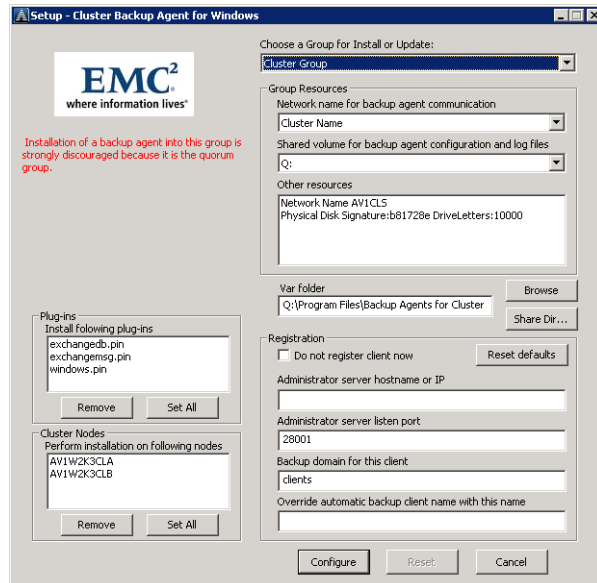 Setup - Cluster Backup Agent for Windows
EMC²
where information lives®
Installation of a backup agent into this group is
strongly discouraged because it is the quorum
group.
Choose a Group for Install or Update:
Cluster Group
Group Resources
Network name for backup agent communication
Cluster Name
Shared volume for backup agent configuration and log files
Q:
Other resources
Network Name AV1CLS
Physical Disk Signature:b81728e DriveLetters:10000
Var folder
Q:\Program Files\Backup Agents for Cluster
Browse
Share Dir...
Plug-ins
Install folowing plug-ins
exchangedb.pin
exchangemsg.pin
windows.pin
Remove
Set All
Cluster Nodes
Perform installation on following nodes
AV1W2K3CLA
AV1W2K3CLB
Remove
Set All
Registration
Do not register client now
Reset defaults
Administrator server hostname or IP
Administrator server listen port
28001
Backup domain for this client
clients
Override automatic backup client name with this name
Configure
Reset
Cancel